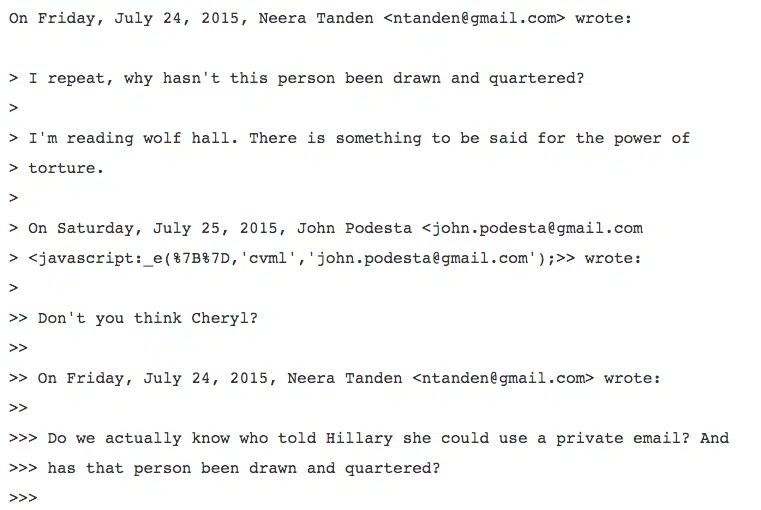 On Friday, July 24, 2015, Neera Tanden <ntanden@gmail.com> wrote:
> I repeat, why hasn't this person been drawn and quartered?
>
> I'm reading wolf hall. There is something to be said for the power of
> torture.
>
> On Saturday, July 25, 2015, John Podesta <john.podesta@gmail.com
> <javascript:_e(%7B%7D,'cvml','john.podesta@gmail.com');>> wrote:
>
>> Don't you think Cheryl?
>>
>> On Friday, July 24, 2015, Neera Tanden <ntanden@gmail.com> wrote:
>>
>>> Do we actually know who told Hillary she could use a private email? And
>>> has that person been drawn and quartered?
>>>